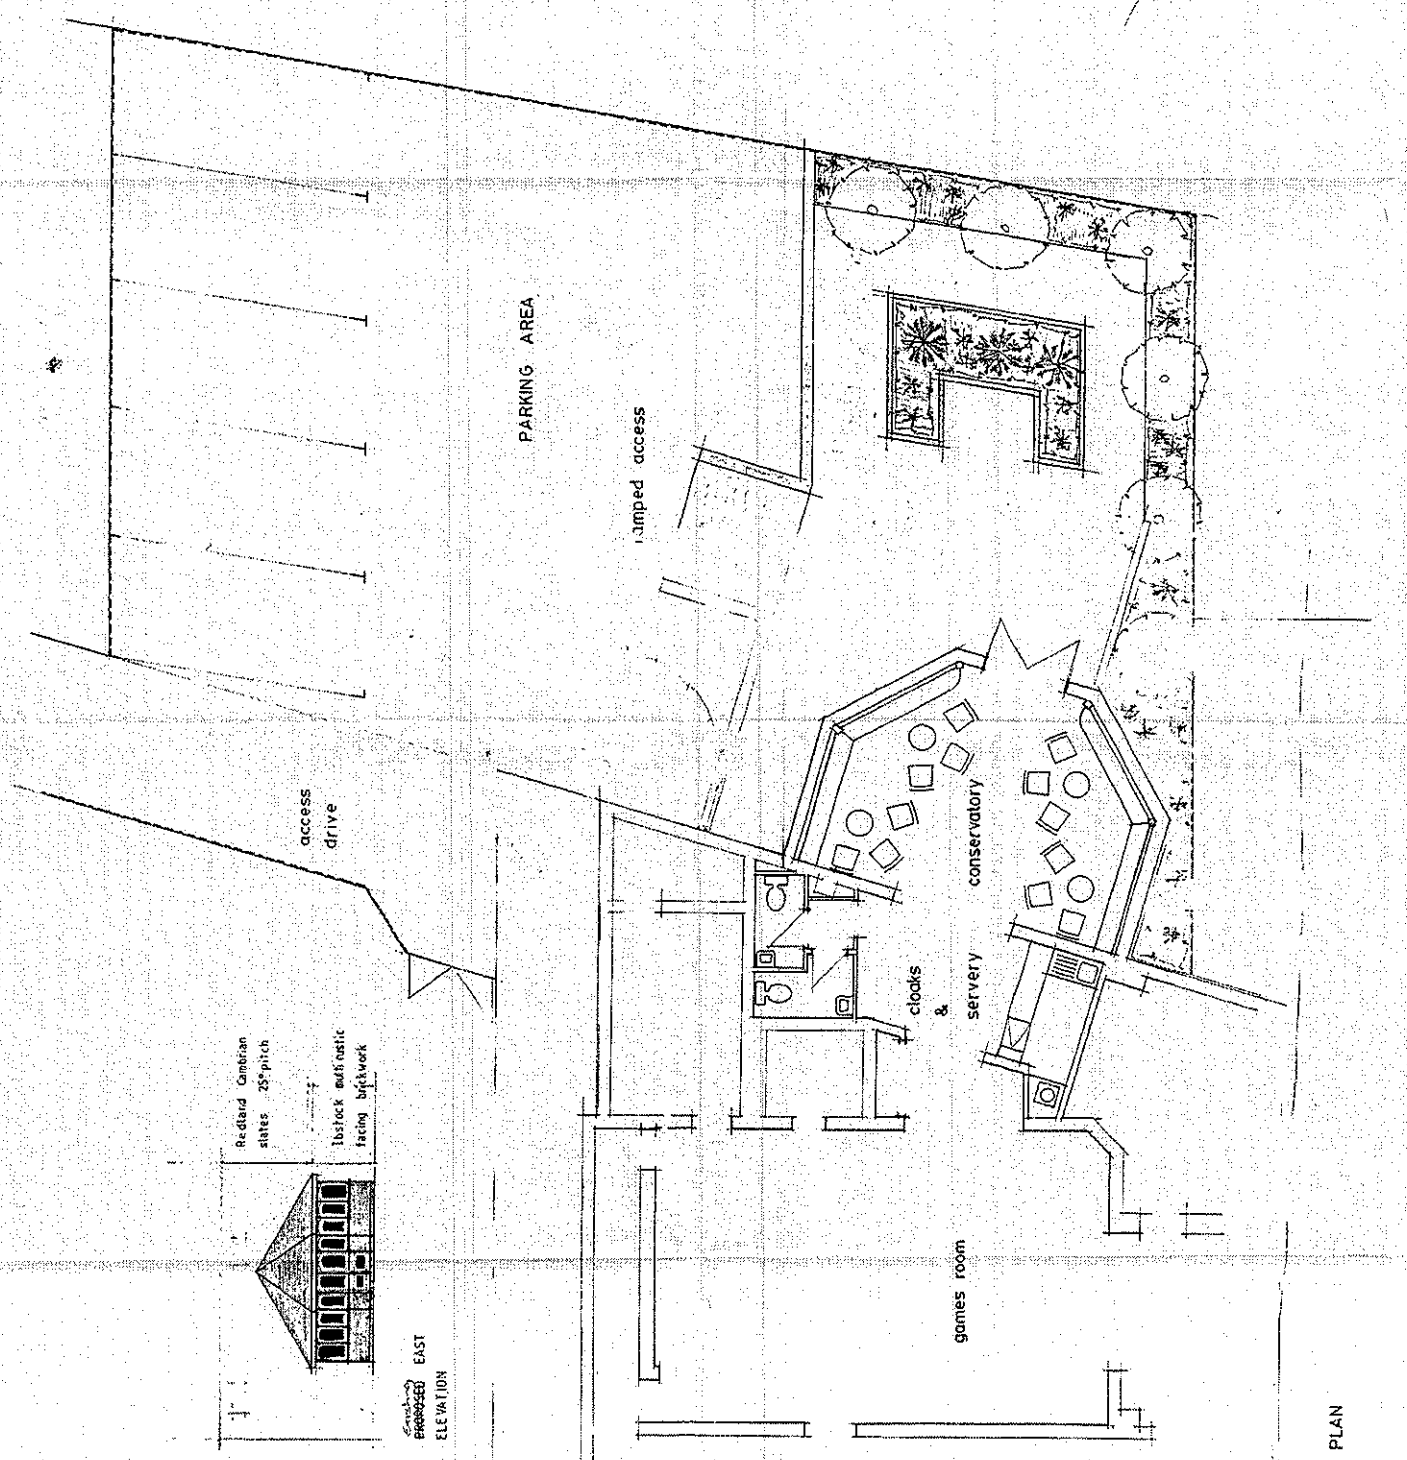 PARKING AREA
ramped access
access
drive
conservatory
cloaks
&
servery
games room
Redland Cambrian
slates 25° pitch
Ibstock multi rustic
facing brickwork
PROPOSED EAST
ELEVATION
PLAN